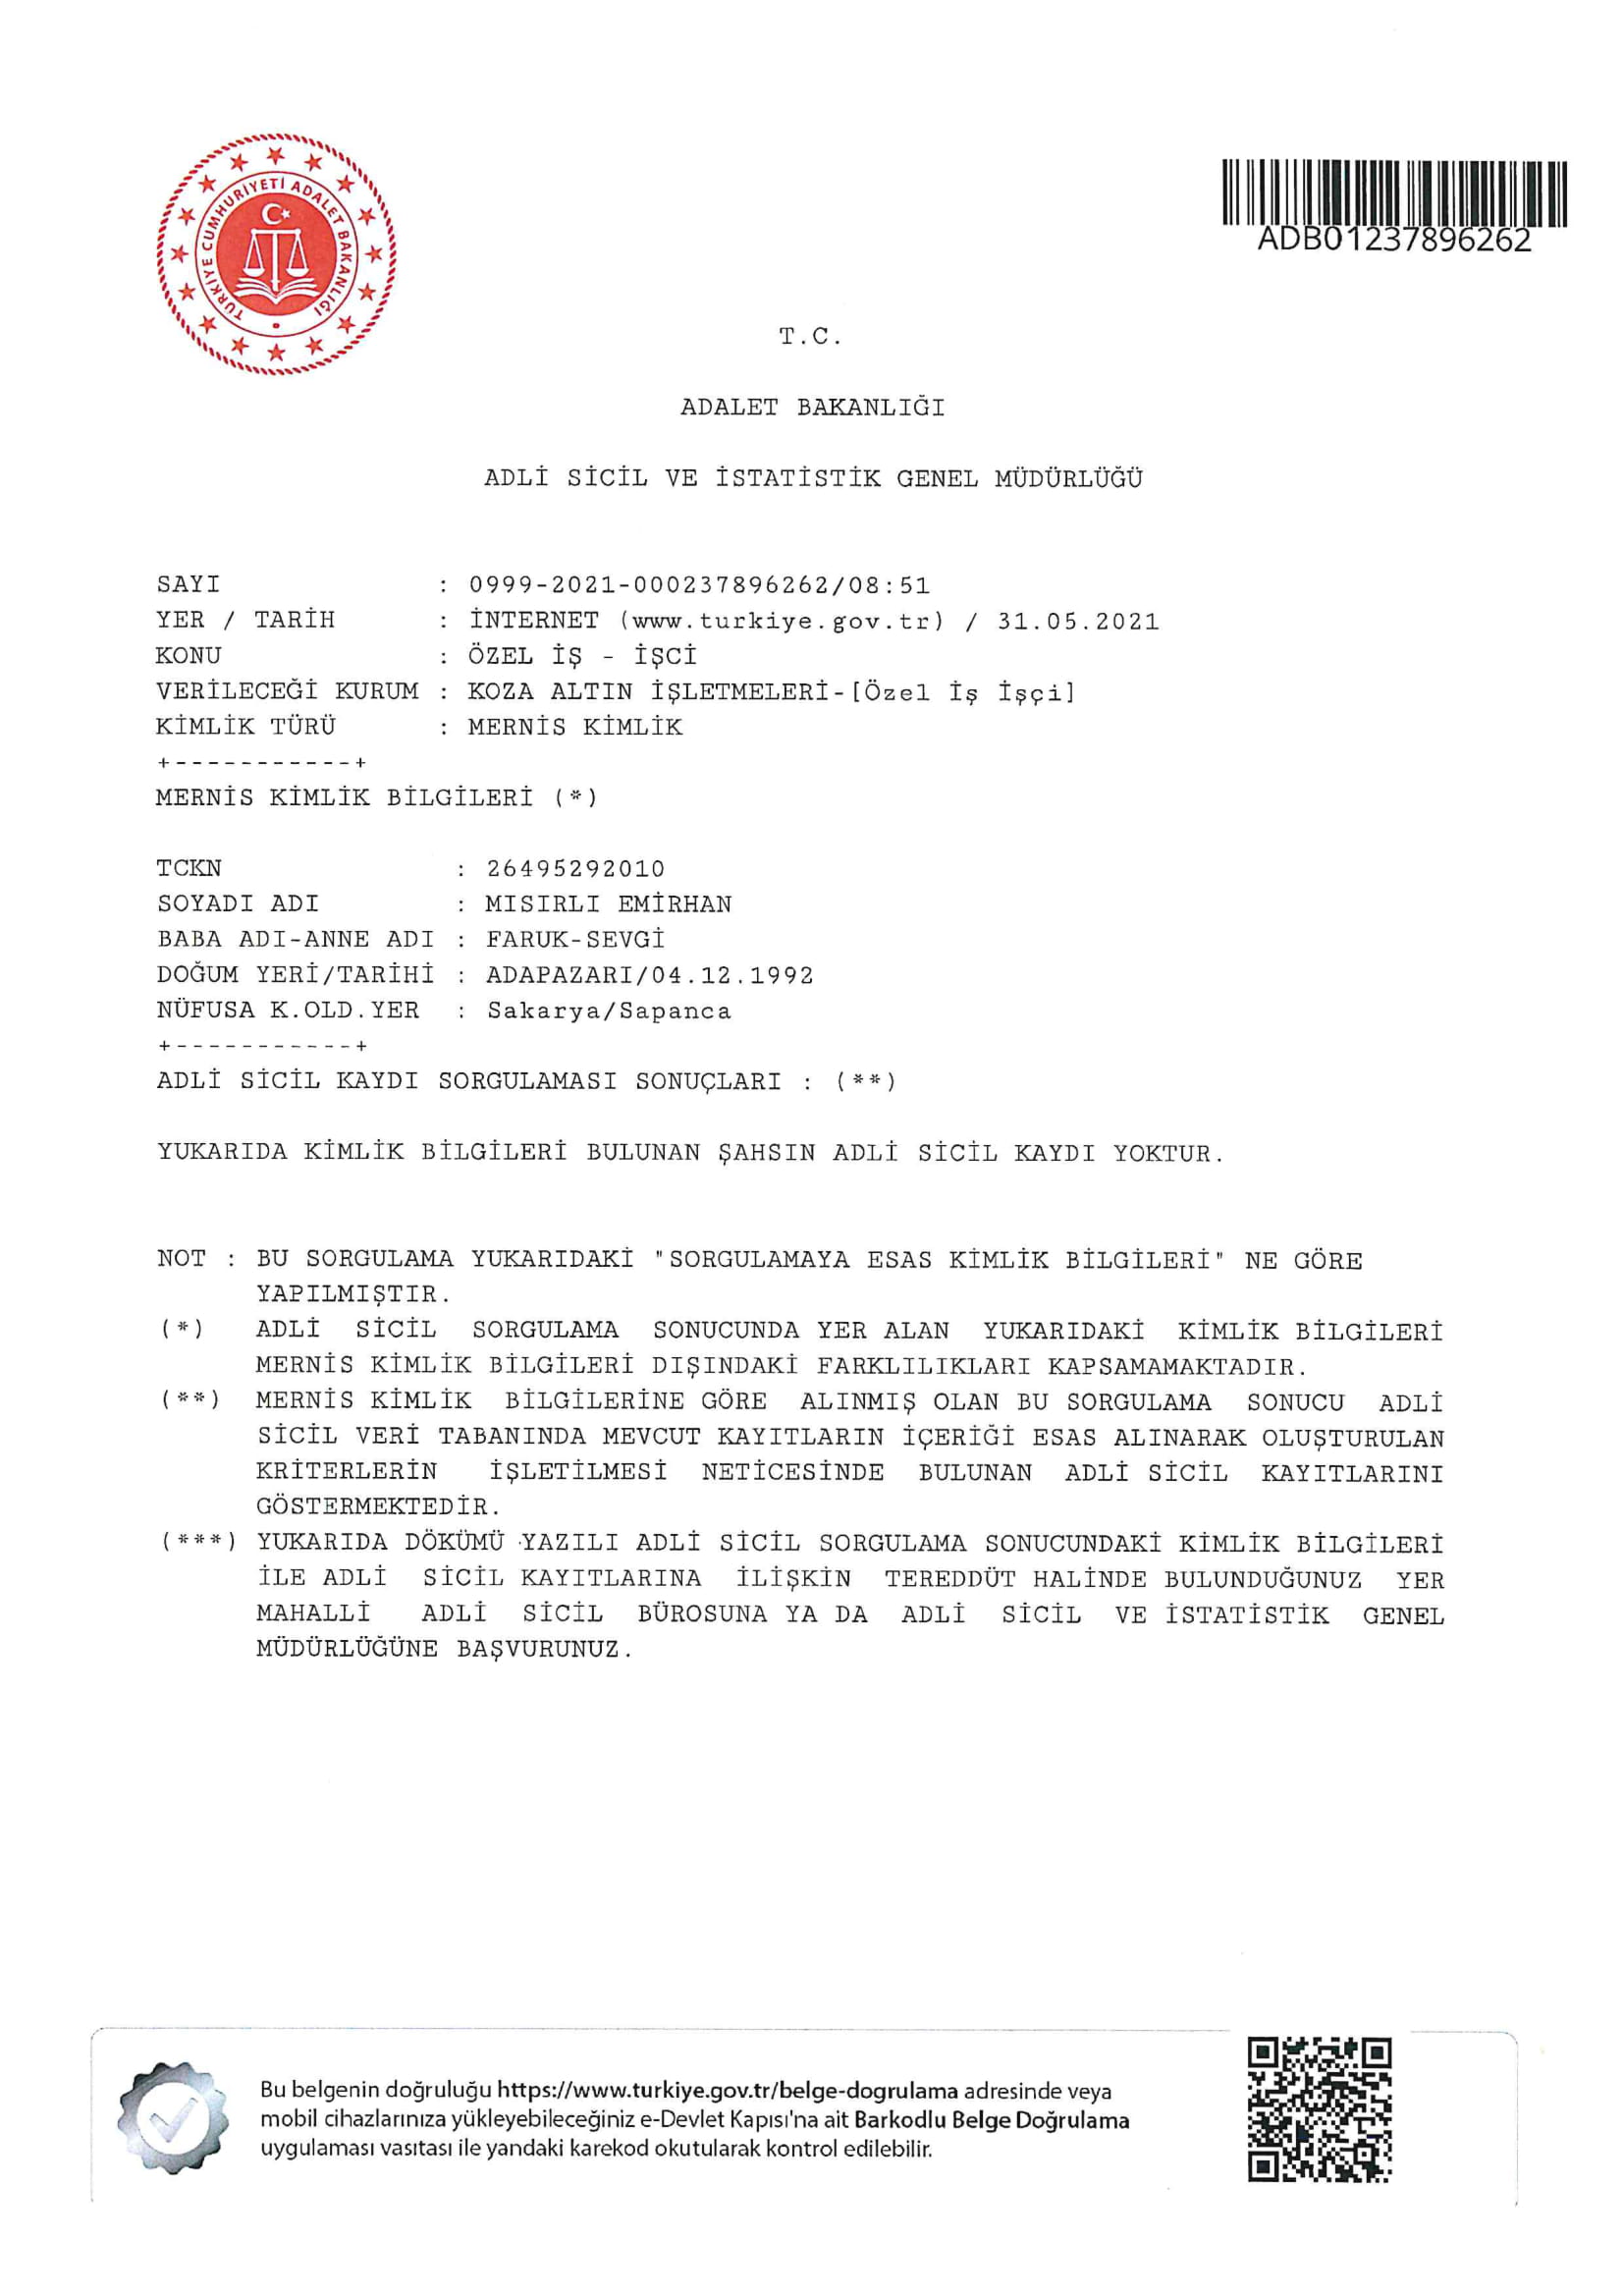 TÜRKİYE CUMHURİYETİ ADALET BAKANLIĞI
ADB01237896262
T.C.
ADALET BAKANLIĞI
ADLİ SİCİL VE İSTATİSTİK GENEL MÜDÜRLÜĞÜ
SAYI : 0999-2021-000237896262/08:51
YER / TARİH : İNTERNET (www.turkiye.gov.tr) / 31.05.2021
KONU : ÖZEL İŞ - İŞCİ
VERİLECEĞİ KURUM : KOZA ALTIN İŞLETMELERİ-[Özel İş İşçi]
KİMLİK TÜRÜ : MERNİS KİMLİK
+-----------+
MERNİS KİMLİK BİLGİLERİ (*)
TCKN : 26495292010
SOYADI ADI : MISIRLI EMİRHAN
BABA ADI-ANNE ADI : FARUK-SEVGİ
DOĞUM YERİ/TARİHİ : ADAPAZARI/04.12.1992
NÜFUSA K.OLD.YER : Sakarya/Sapanca
+-----------+
ADLİ SİCİL KAYDI SORGULAMASI SONUÇLARI : (**)
YUKARIDA KİMLİK BİLGİLERİ BULUNAN ŞAHSIN ADLİ SİCİL KAYDI YOKTUR.
NOT : BU SORGULAMA YUKARIDAKİ "SORGULAMAYA ESAS KİMLİK BİLGİLERİ" NE GÖRE
YAPILMIŞTIR.
(*) ADLİ SİCİL SORGULAMA SONUCUNDA YER ALAN YUKARIDAKİ KİMLİK BİLGİLERİ
MERNİS KİMLİK BİLGİLERİ DIŞINDAKİ FARKLILIKLARI KAPSAMAMAKTADIR.
(**) MERNİS KİMLİK BİLGİLERİNE GÖRE ALINMIŞ OLAN BU SORGULAMA SONUCU ADLİ
SİCİL VERİ TABANINDA MEVCUT KAYITLARIN İÇERİĞİ ESAS ALINARAK OLUŞTURULAN
KRİTERLERİN İŞLETİLMESİ NETİCESİNDE BULUNAN ADLİ SİCİL KAYITLARINI
GÖSTERMEKTEDİR.
(***) YUKARIDA DÖKÜMÜ YAZILI ADLİ SİCİL SORGULAMA SONUCUNDAKİ KİMLİK BİLGİLERİ
İLE ADLİ SİCİL KAYITLARINA İLİŞKİN TEREDDÜT HALİNDE BULUNDUĞUNUZ YER
MAHALLİ ADLİ SİCİL BÜROSUNA YA DA ADLİ SİCİL VE İSTATİSTİK GENEL
MÜDÜRLÜĞÜNE BAŞVURUNUZ.
Bu belgenin doğruluğu https://www.turkiye.gov.tr/belge-dogrulama adresinde veya
mobil cihazlarınıza yükleyebileceğiniz e-Devlet Kapısı'na ait Barkodlu Belge Doğrulama
uygulaması vasıtası ile yandaki karekod okutularak kontrol edilebilir.